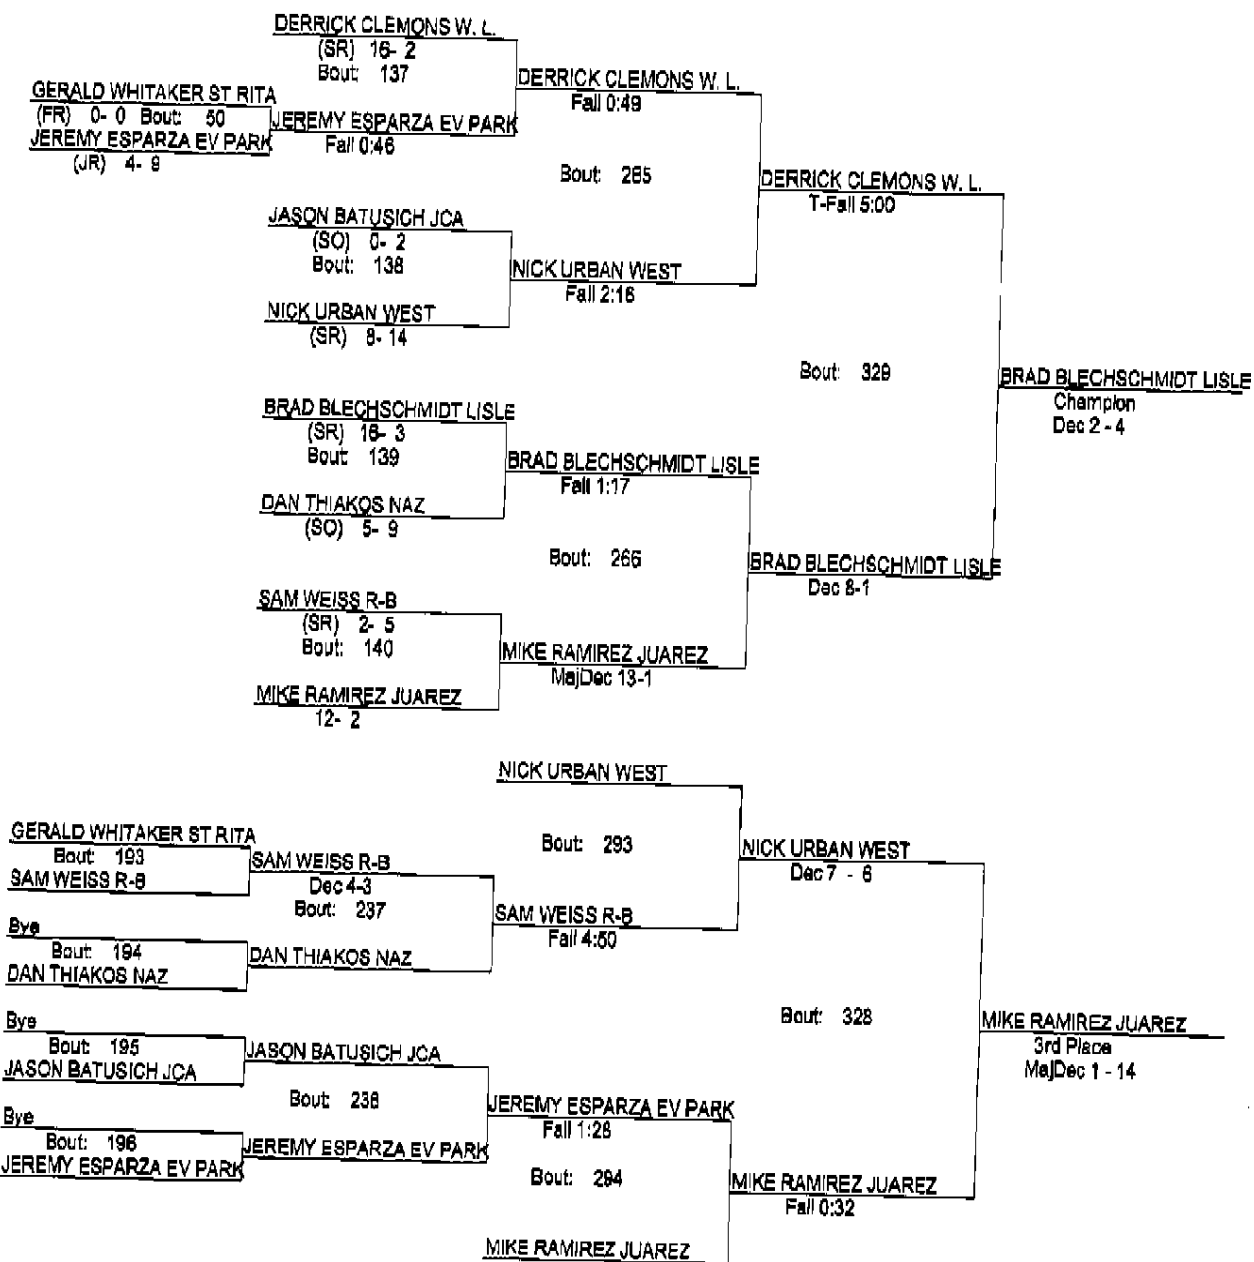 DERRICK CLEMONS W. L.
(SR) 16- 2
Bout: 137
DERRICK CLEMONS W. L.
Fall 0:49
GERALD WHITAKER ST RITA
(FR) 0- 0 Bout: 50
JEREMY ESPARZA EV PARK
Fall 0:46
JEREMY ESPARZA EV PARK
(JR) 4- 9
Bout: 265
DERRICK CLEMONS W. L.
T-Fall 5:00
JASON BATUSICH JCA
(SO) 0- 2
Bout: 138
NICK URBAN WEST
Fall 2:16
NICK URBAN WEST
(SR) 8- 14
Bout: 329
BRAD BLECHSCHMIDT LISLE
Champion
Dec 2 - 4
BRAD BLECHSCHMIDT LISLE
(SR) 16- 3
Bout: 139
BRAD BLECHSCHMIDT LISLE
Fall 1:17
DAN THIAKOS NAZ
(SO) 5- 9
Bout: 266
BRAD BLECHSCHMIDT LISLE
Dec 8-1
SAM WEISS R-B
(SR) 2- 5
Bout: 140
MIKE RAMIREZ JUAREZ
MajDec 13-1
MIKE RAMIREZ JUAREZ
12- 2
NICK URBAN WEST
GERALD WHITAKER ST RITA
Bout: 193
SAM WEISS R-B
SAM WEISS R-B
Dec 4-3
Bout: 237
Bout: 293
NICK URBAN WEST
Dec 7 - 6
SAM WEISS R-B
Fall 4:50
Bye
Bout: 194
DAN THIAKOS NAZ
DAN THIAKOS NAZ
Bye
Bout: 195
JASON BATUSICH JCA
JASON BATUSICH JCA
Bout: 328
MIKE RAMIREZ JUAREZ
3rd Place
MajDec 1 - 14
Bout: 238
JEREMY ESPARZA EV PARK
Fall 1:28
Bye
Bout: 196
JEREMY ESPARZA EV PARK
JEREMY ESPARZA EV PARK
Bout: 294
MIKE RAMIREZ JUAREZ
Fall 0:32
MIKE RAMIREZ JUAREZ